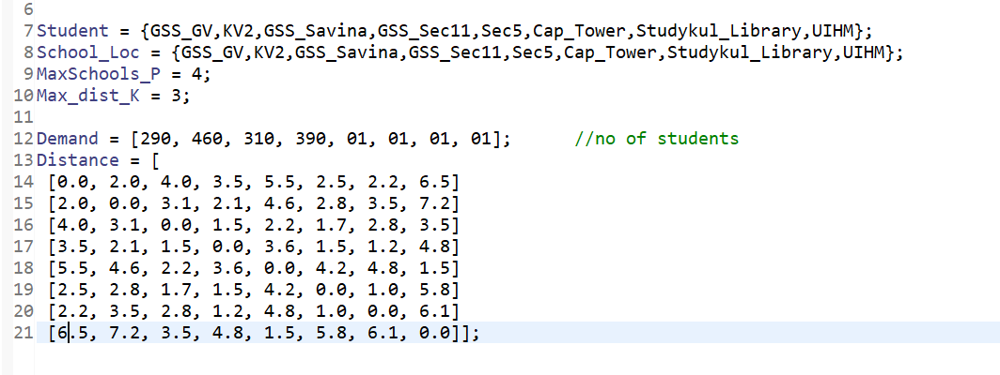 6
7 Student = {GSS_GV,KV2,GSS_Savina,GSS_Sec11,Sec5,Cap_Tower,Studykul_Library,UIHM};
8 School_Loc = {GSS_GV,KV2,GSS_Savina,GSS_Sec11,Sec5,Cap_Tower,Studykul_Library,UIHM};
9 MaxSchools_P = 4;
10 Max_dist_K = 3;
11
12 Demand = [290, 460, 310, 390, 01, 01, 01, 01]; //no of students
13 Distance = [
14 [0.0, 2.0, 4.0, 3.5, 5.5, 2.5, 2.2, 6.5]
15 [2.0, 0.0, 3.1, 2.1, 4.6, 2.8, 3.5, 7.2]
16 [4.0, 3.1, 0.0, 1.5, 2.2, 1.7, 2.8, 3.5]
17 [3.5, 2.1, 1.5, 0.0, 3.6, 1.5, 1.2, 4.8]
18 [5.5, 4.6, 2.2, 3.6, 0.0, 4.2, 4.8, 1.5]
19 [2.5, 2.8, 1.7, 1.5, 4.2, 0.0, 1.0, 5.8]
20 [2.2, 3.5, 2.8, 1.2, 4.8, 1.0, 0.0, 6.1]
21 [6.5, 7.2, 3.5, 4.8, 1.5, 5.8, 6.1, 0.0]];